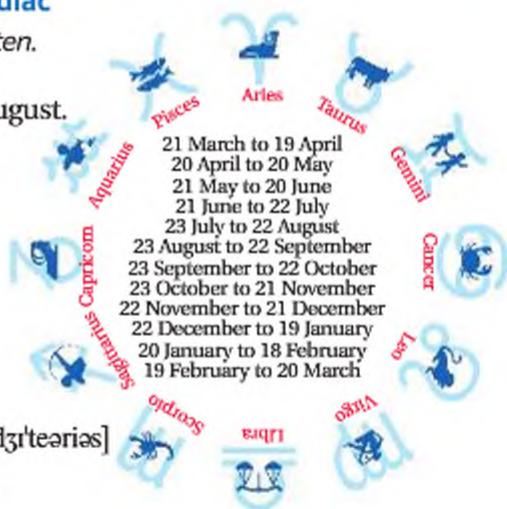 diac
ten.
ugust.
Aries
Taurus
Gemini
Cancer
Leo
Virgo
Libra
Scorpio
Sagittarius
Capricorn
Aquarius
Pisces
21 March to 19 April
20 April to 20 May
21 May to 20 June
21 June to 22 July
23 July to 22 August
23 August to 22 September
23 September to 22 October
23 October to 21 November
22 November to 21 December
22 December to 19 January
20 January to 18 February
19 February to 20 March
dʒɪˈteəriəs]